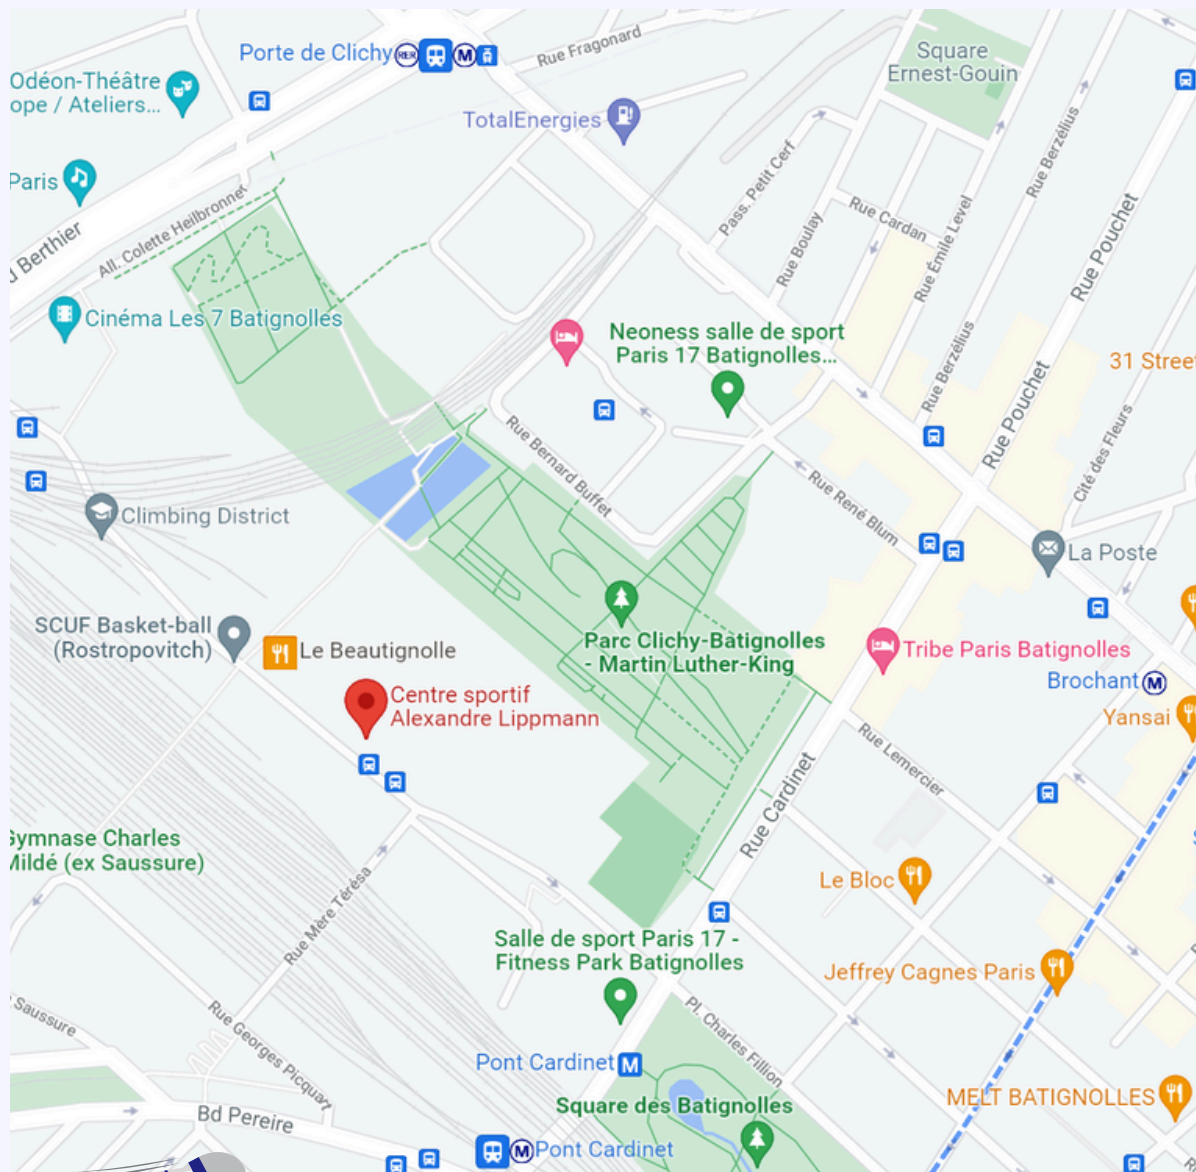 Porte de Clichy
RER
M
Rue Fragonard
Square
Ernest-Gouin
Odéon-Théâtre
ope / Ateliers...
TotalEnergies
Paris
Pass. Petit Cerf
Rue Berzélius
Rue Cardan
Rue Boulay
Rue Émile Level
Rue Pouchet
Berthier
All. Colette Heilbronner
Cinéma Les 7 Batignolles
Neoness salle de sport
Paris 17 Batignolles...
Rue Berzélius
31 Street
Rue Pouchet
Cité des Fleurs
Rue Bernard Buffet
Rue René Blum
Climbing District
La Poste
SCUF Basket-ball
(Rostropovitch)
Le Beautignolle
Parc Clichy-Batignolles
- Martin Luther-King
Tribe Paris Batignolles
Brochant
M
Centre sportif
Alexandre Lippmann
Yansai
Rue Lemercier
Rue Cardinet
Gymnase Charles
Mildé (ex Saussure)
Le Bloc
Rue Mère Térésa
Salle de sport Paris 17 -
Fitness Park Batignolles
Jeffrey Cagnes Paris
Saussure
Rue Georges Picquart
Pl. Charles Fillion
Pont Cardinet
M
Square des Batignolles
MELT BATIGNOLLES
Bd Pereire
M
Pont Cardinet